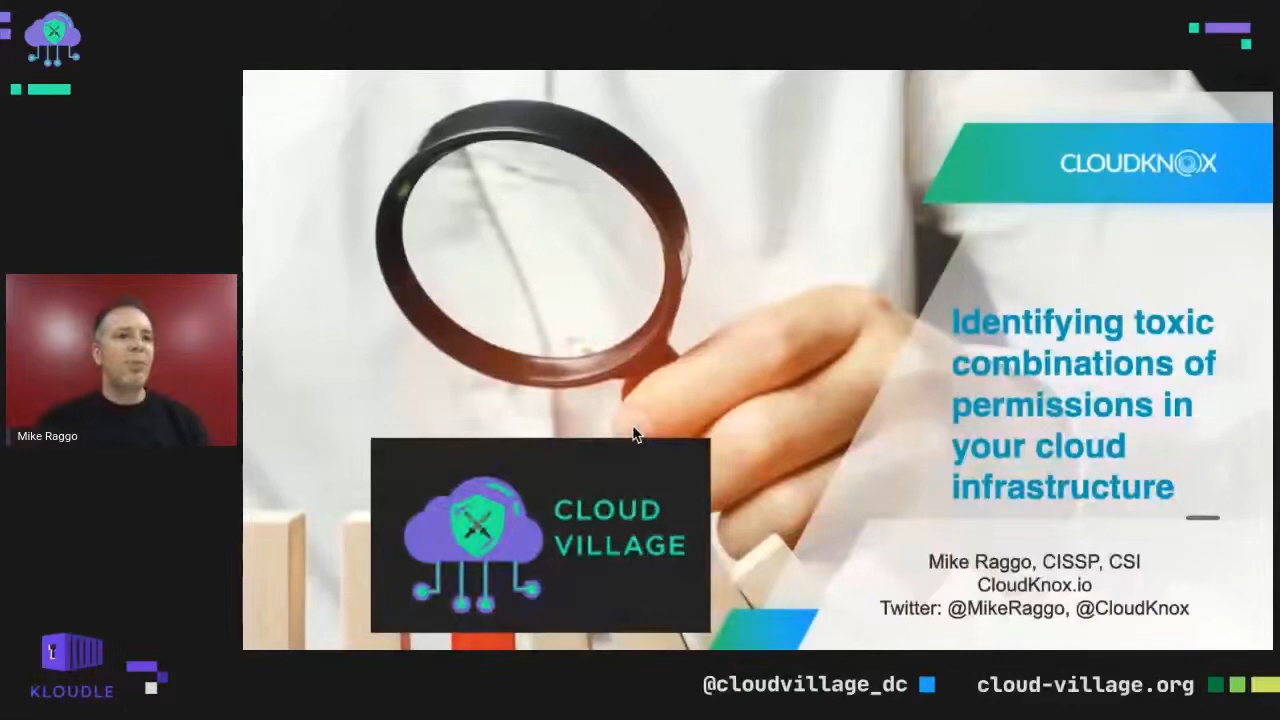 CLOUDKNOX
Identifying toxic
combinations of
permissions in
your cloud
infrastructure
Mike Raggo, CISSP, CSI
CloudKnox.io
Twitter: @MikeRaggo, @CloudKnox
CLOUD
VILLAGE
Mike Raggo
KLOUDLE
@cloudvillage_dc
cloud-village.org